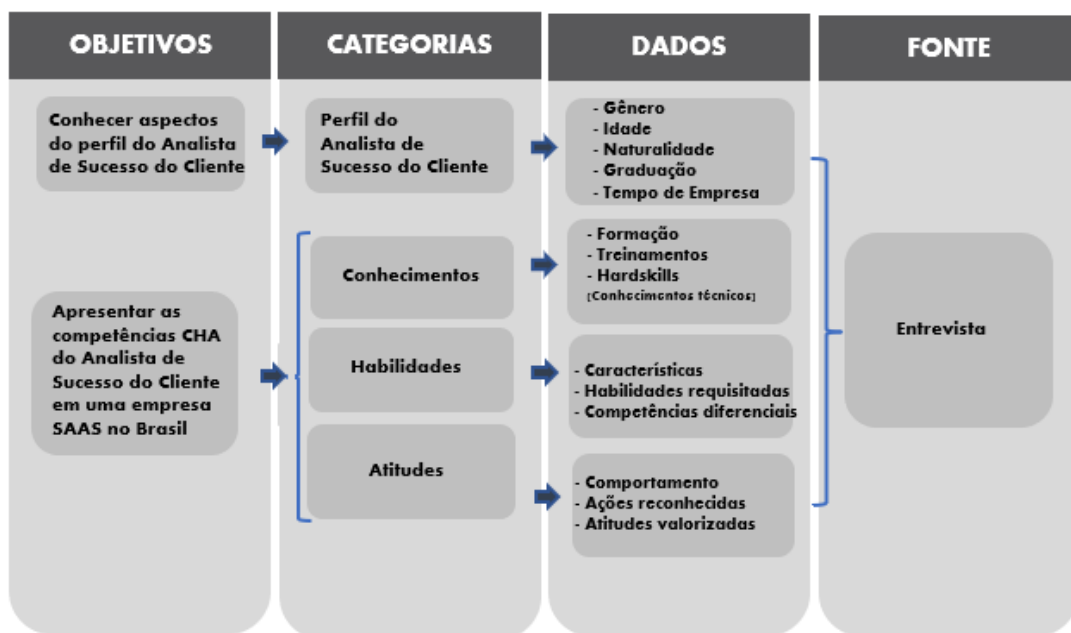 OBJETIVOS
CATEGORIAS
DADOS
FONTE
Conhecer aspectos
do perfil do Analista
de Sucesso do Cliente
Perfil do
Analista de
Sucesso do Cliente
- Gênero
- Idade
- Naturalidade
- Graduação
- Tempo de Empresa
Apresentar as
competências CHA
do Analista de
Sucesso do Cliente
em uma empresa
SAAS no Brasil
Conhecimentos
- Formação
- Treinamentos
- Hardskills
[Conhecimentos técnicos]
Habilidades
- Características
- Habilidades requisitadas
- Competências diferenciais
Atitudes
- Comportamento
- Ações reconhecidas
- Atitudes valorizadas
Entrevista